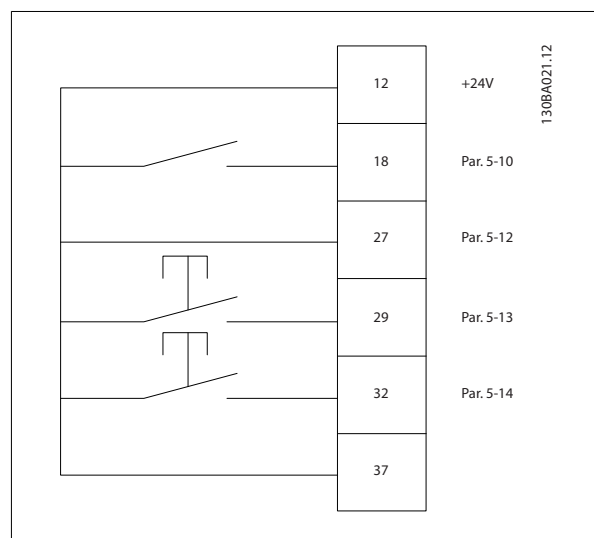 12 +24V
18 Par. 5-10
27 Par. 5-12
29 Par. 5-13
32 Par. 5-14
37
130BA021.12